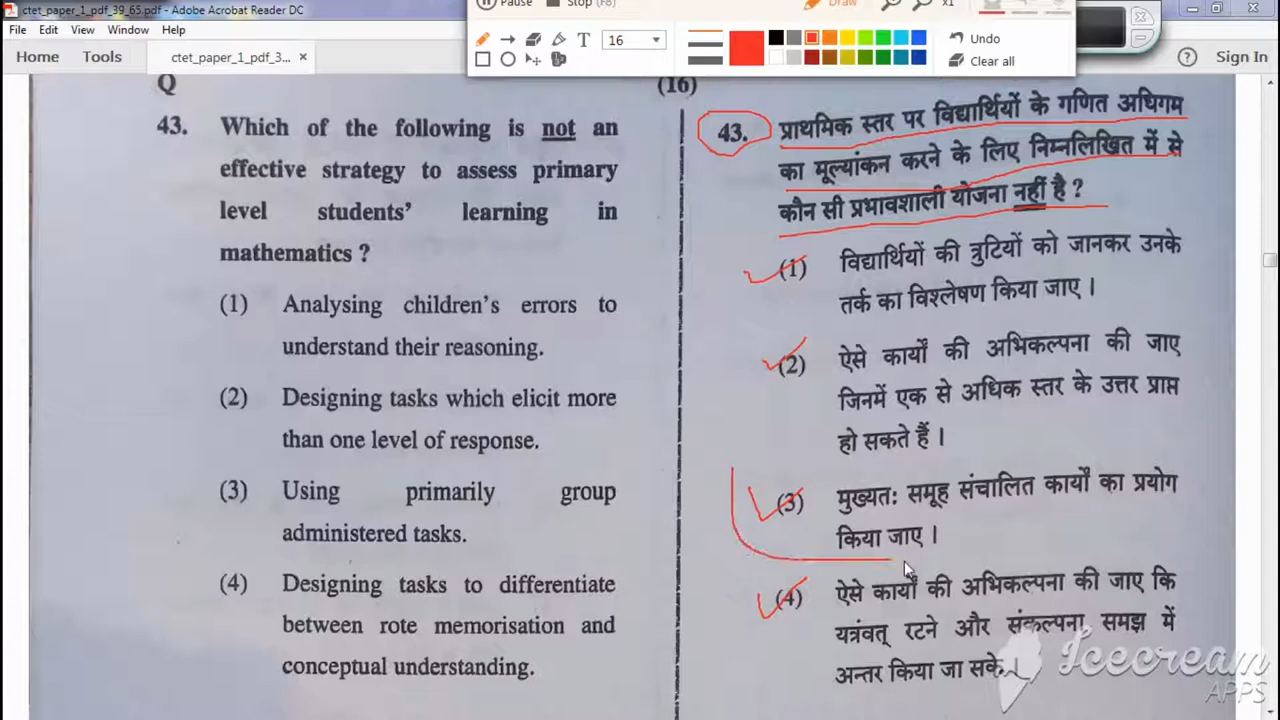 ctet_paper_1_pdf_39_65.pdf - Adobe Acrobat Reader DC
Pause
Stop (F8)
Draw
x1
File Edit View Window Help
T 16
Undo
Clear all
Home Tools ctet_paper_1_pdf_3... ×
Sign In
Q (16)
43. Which of the following is not an
effective strategy to assess primary
level students' learning in
mathematics ?
(1) Analysing children's errors to
understand their reasoning.
(2) Designing tasks which elicit more
than one level of response.
(3) Using primarily group
administered tasks.
(4) Designing tasks to differentiate
between rote memorisation and
conceptual understanding.
43. प्राथमिक स्तर पर विद्यार्थियों के गणित अधिगम
का मूल्यांकन करने के लिए निम्नलिखित में से
कौन सी प्रभावशाली योजना नहीं है ?
(1) विद्यार्थियों की त्रुटियों को जानकर उनके
तर्क का विश्लेषण किया जाए ।
(2) ऐसे कार्यों की अभिकल्पना की जाए
जिनमें एक से अधिक स्तर के उत्तर प्राप्त
हो सकते हैं ।
(3) मुख्यतः समूह संचालित कार्यों का प्रयोग
किया जाए ।
(4) ऐसे कार्यों की अभिकल्पना की जाए कि
यत्रंवत् रटने और संकल्पना समझ में
अन्तर किया जा सके ।
Icecream
APPS